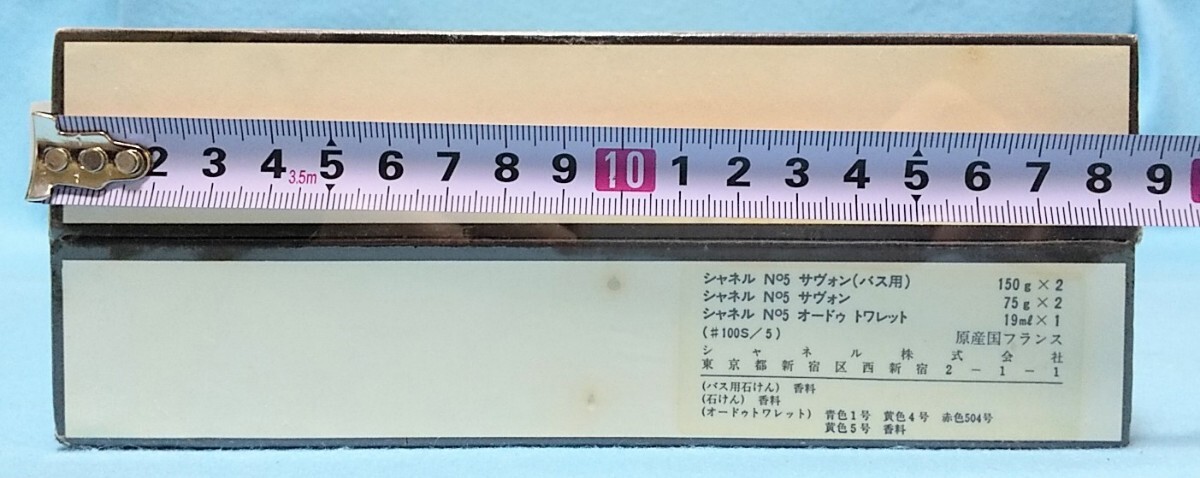 2 3 4 5 6 7 8 9 10 1 2 3 4 5 6 7 8 9
3.5m
シャネル Nº5 サヴォン(バス用) 150g×2
シャネル Nº5 サヴォン 75g×2
シャネル Nº5 オードゥ トワレット 19mℓ×1
(#100S/5) 原産国フランス
シャネル株式会社
東京都新宿区西新宿2-1-1
(バス用石けん) 香料
(石けん) 香料
(オードゥトワレット) 青色1号 黄色4号 赤色504号
黄色5号 香料